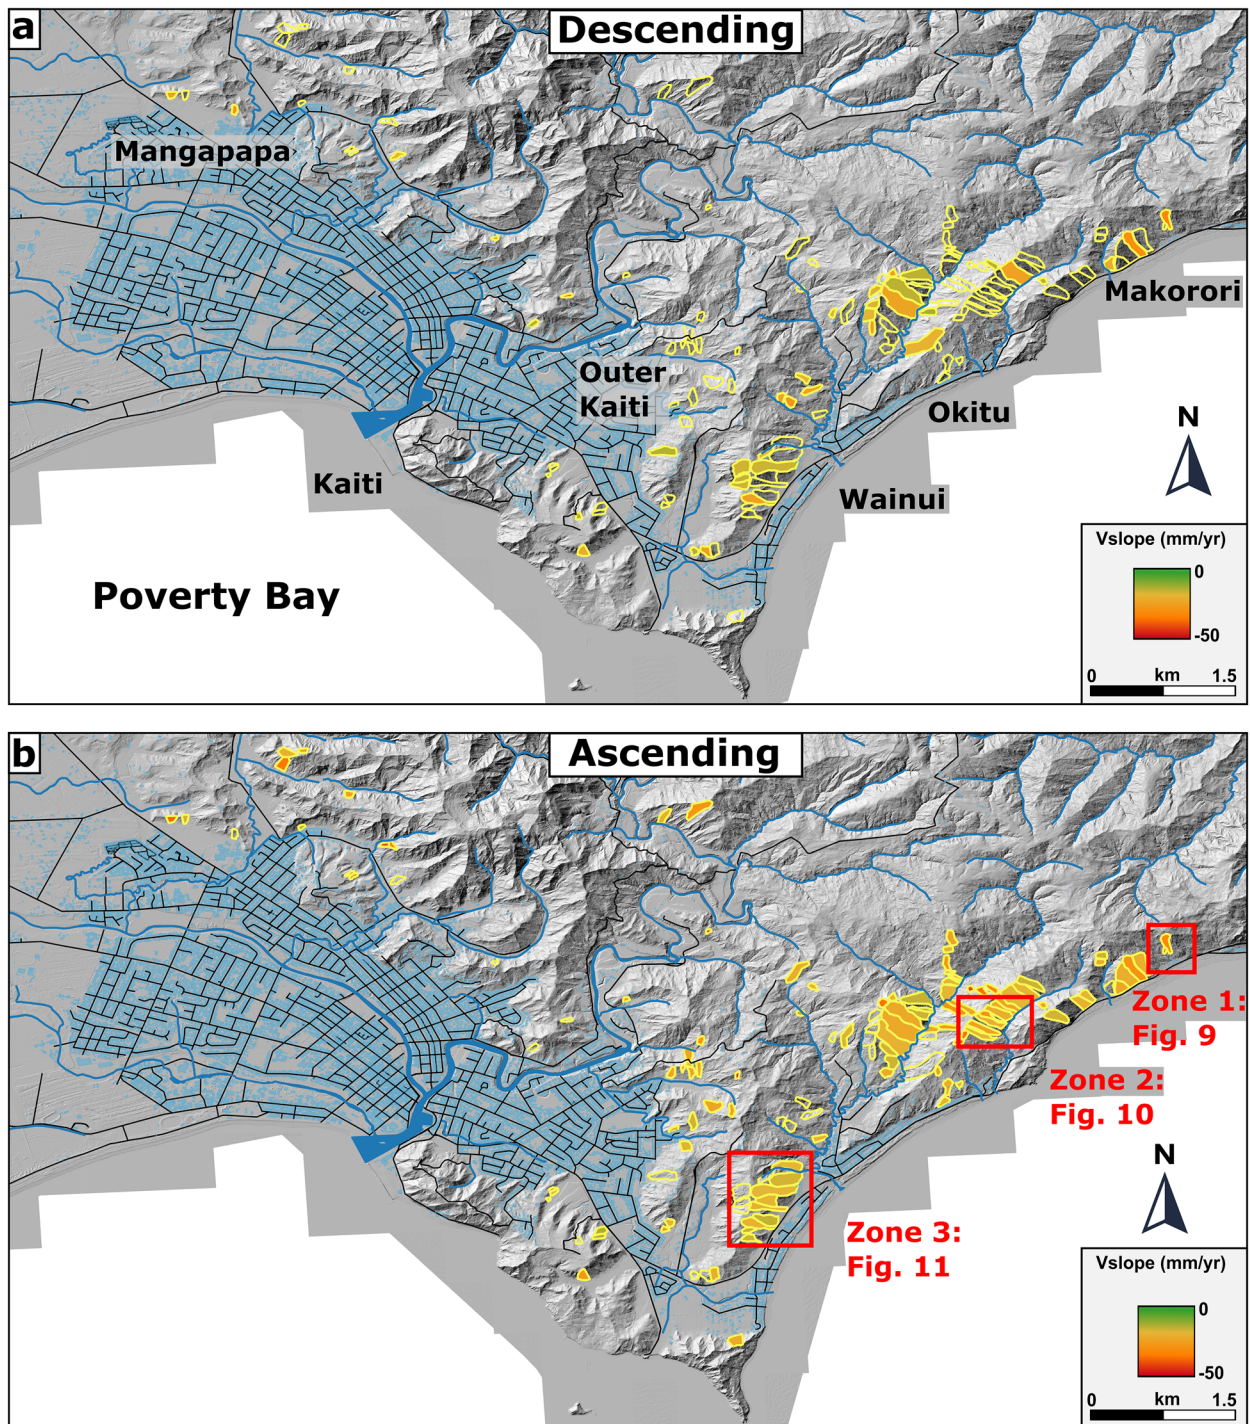 a
Descending
Mangapapa
Makorori
Outer
Kaiti
Okitu
N
Kaiti
Wainui
Vslope (mm/yr)
0
-50
Poverty Bay
0 km 1.5
b
Ascending
Zone 1:
Fig. 9
Zone 2:
Fig. 10
N
Zone 3:
Fig. 11
Vslope (mm/yr)
0
-50
0 km 1.5